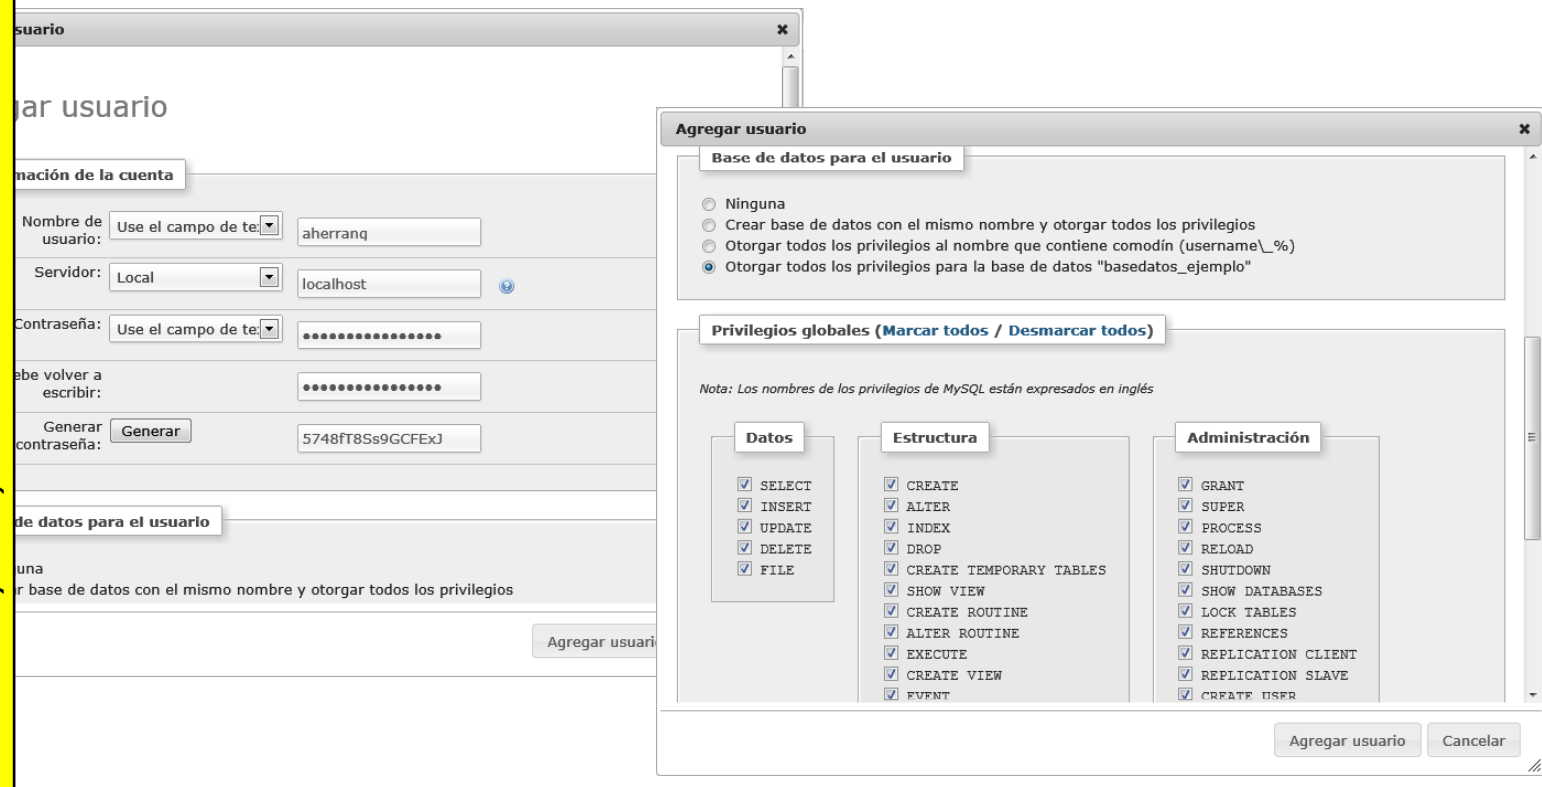 suario
gar usuario
mación de la cuenta
Nombre de usuario:
Use el campo de te
aherranq
Servidor:
Local
localhost
Contraseña:
Use el campo de te
••••••••••••••••
ebe volver a escribir:
••••••••••••••••
Generar contraseña:
Generar
5748fT8Ss9GCFExJ
de datos para el usuario
una
r base de datos con el mismo nombre y otorgar todos los privilegios
Agregar usuari
Agregar usuario
Base de datos para el usuario
Ninguna
Crear base de datos con el mismo nombre y otorgar todos los privilegios
Otorgar todos los privilegios al nombre que contiene comodín (username\_%)
Otorgar todos los privilegios para la base de datos "basedatos_ejemplo"
Privilegios globales (Marcar todos / Desmarcar todos)
Nota: Los nombres de los privilegios de MySQL están expresados en inglés
Datos
SELECT
INSERT
UPDATE
DELETE
FILE
Estructura
CREATE
ALTER
INDEX
DROP
CREATE TEMPORARY TABLES
SHOW VIEW
CREATE ROUTINE
ALTER ROUTINE
EXECUTE
CREATE VIEW
EVENT
Administración
GRANT
SUPER
PROCESS
RELOAD
SHUTDOWN
SHOW DATABASES
LOCK TABLES
REFERENCES
REPLICATION CLIENT
REPLICATION SLAVE
CREATE USER
Agregar usuario
Cancelar